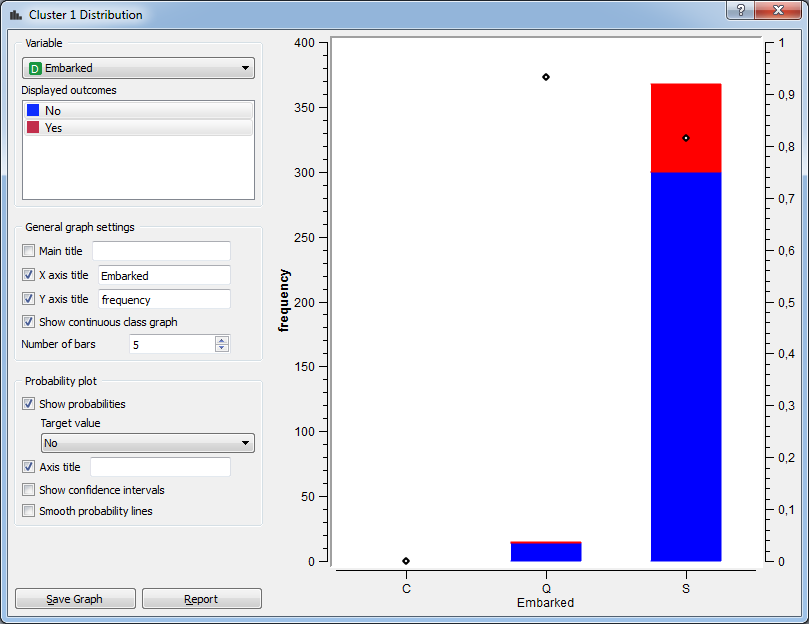 Cluster 1 Distribution
?
Variable
D Embarked
Displayed outcomes
No
Yes
General graph settings
Main title
X axis title Embarked
Y axis title frequency
Show continuous class graph
Number of bars 5
Probability plot
Show probabilities
Target value
No
Axis title
Show confidence intervals
Smooth probability lines
Save Graph Report
400
350
300
250
200
150
100
50
0
frequency
1
0,9
0,8
0,7
0,6
0,5
0,4
0,3
0,2
0,1
0
C Q S
Embarked